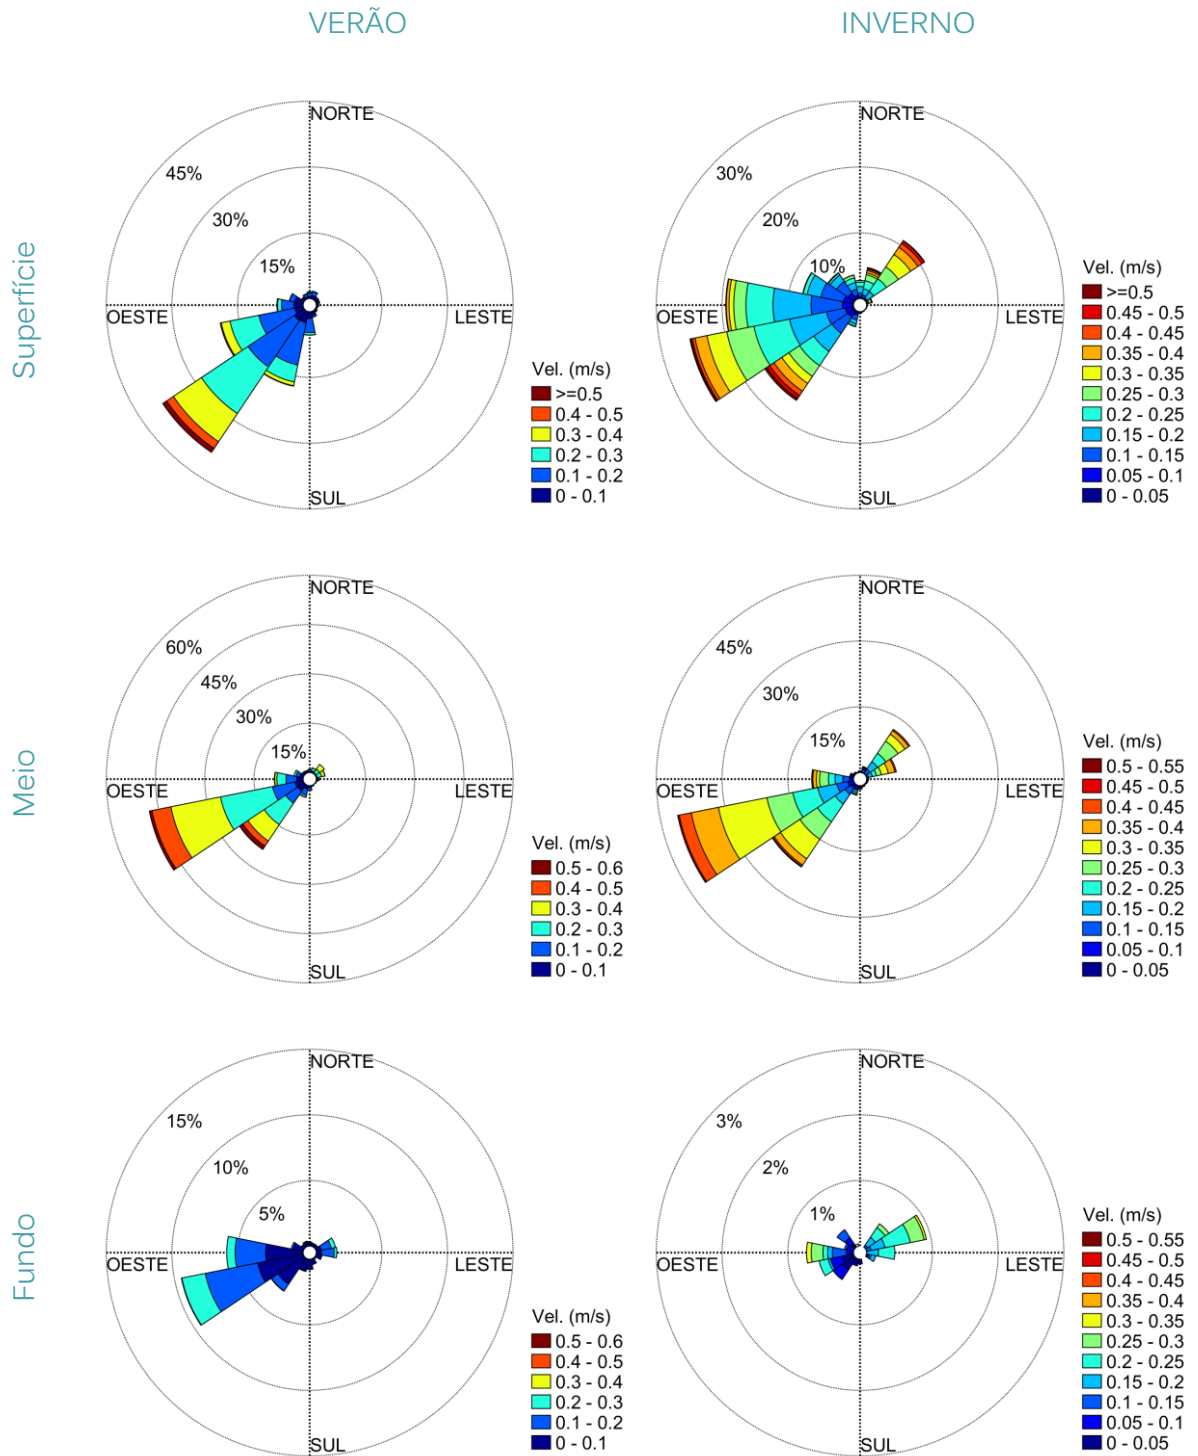 VERÃO
INVERNO
Superfície
NORTE
45%
30%
15%
OESTE
LESTE
SUL
Vel. (m/s)
>=0.5
0.4 - 0.5
0.3 - 0.4
0.2 - 0.3
0.1 - 0.2
0 - 0.1
NORTE
30%
20%
10%
OESTE
LESTE
SUL
Vel. (m/s)
>=0.5
0.45 - 0.5
0.4 - 0.45
0.35 - 0.4
0.3 - 0.35
0.25 - 0.3
0.2 - 0.25
0.15 - 0.2
0.1 - 0.15
0.05 - 0.1
0 - 0.05
Meio
NORTE
60%
45%
30%
15%
OESTE
LESTE
SUL
Vel. (m/s)
0.5 - 0.6
0.4 - 0.5
0.3 - 0.4
0.2 - 0.3
0.1 - 0.2
0 - 0.1
NORTE
45%
30%
15%
OESTE
LESTE
SUL
Vel. (m/s)
0.5 - 0.55
0.45 - 0.5
0.4 - 0.45
0.35 - 0.4
0.3 - 0.35
0.25 - 0.3
0.2 - 0.25
0.15 - 0.2
0.1 - 0.15
0.05 - 0.1
0 - 0.05
Fundo
NORTE
15%
10%
5%
OESTE
LESTE
SUL
Vel. (m/s)
0.5 - 0.6
0.4 - 0.5
0.3 - 0.4
0.2 - 0.3
0.1 - 0.2
0 - 0.1
NORTE
3%
2%
1%
OESTE
LESTE
SUL
Vel. (m/s)
0.5 - 0.55
0.45 - 0.5
0.4 - 0.45
0.35 - 0.4
0.3 - 0.35
0.25 - 0.3
0.2 - 0.25
0.15 - 0.2
0.1 - 0.15
0.05 - 0.1
0 - 0.05